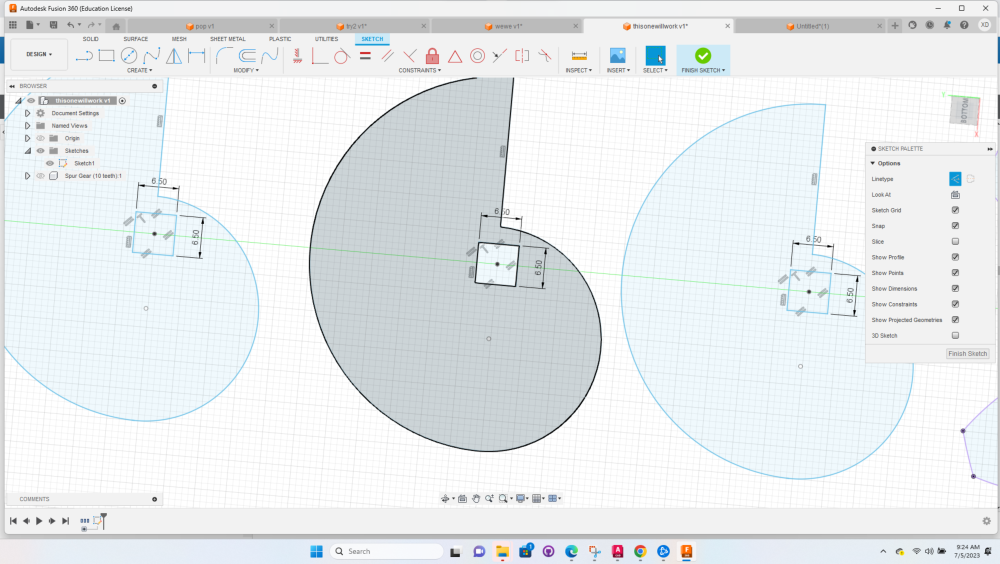 Autodesk Fusion 360 (Education License)
pop v1
try2 v1*
wewe v1*
thisonewillwork v1*
Untitled*(1)
XD
SOLID
SURFACE
MESH
SHEET METAL
PLASTIC
UTILITIES
SKETCH
DESIGN
CREATE
MODIFY
CONSTRAINTS
INSPECT
INSERT
SELECT
FINISH SKETCH
BROWSER
thisonewillwork v1
Document Settings
Named Views
Origin
Sketches
Sketch1
Spur Gear (10 teeth):1
6.50
6.50
6.50
6.50
6.50
6.50
Y
BOTTOM
X
SKETCH PALETTE
Options
Linetype
Look At
Sketch Grid
Snap
Slice
Show Profile
Show Points
Show Dimensions
Show Constraints
Show Projected Geometries
3D Sketch
Finish Sketch
COMMENTS
Search
9:24 AM
7/5/2023